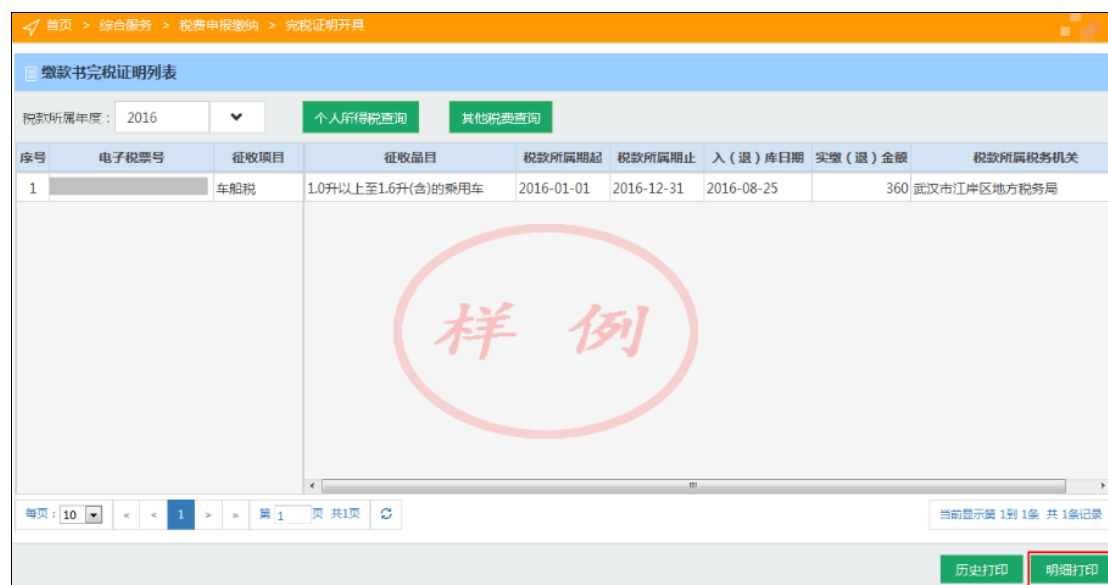 首页 > 综合服务 > 税费申报缴纳 > 完税证明开具
缴款书完税证明列表
税款所属年度： 2016 个人所得税查询 其他税费查询
序号 电子税票号 征收项目 征收品目 税款所属期起 税款所属期止 入（退）库日期 实缴（退）金额 税款所属税务机关
1 车船税 1.0升以上至1.6升(含)的乘用车 2016-01-01 2016-12-31 2016-08-25 360 武汉市江岸区地方税务局
样 例
每页： 10 « < 1 > » 第 1 页 共1页 当前显示第 1到 1条 共 1条记录
历史打印 明细打印